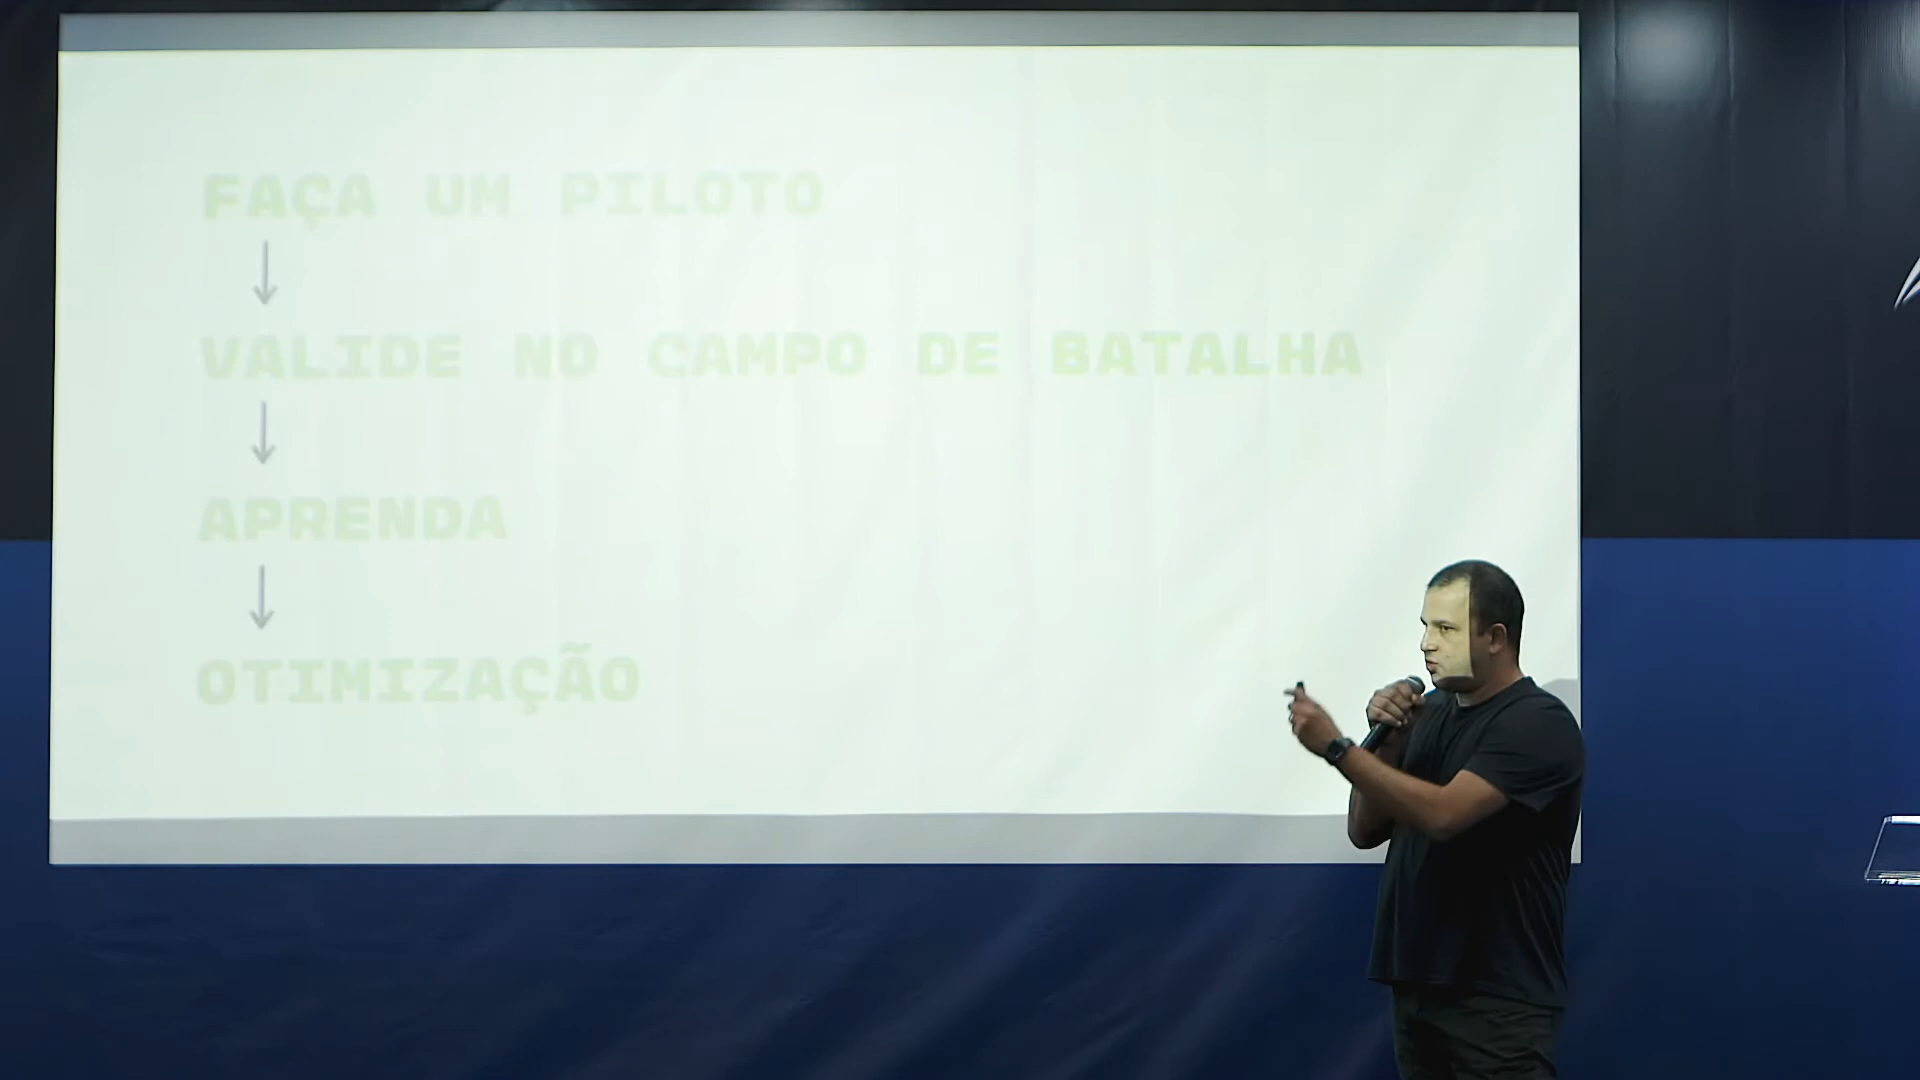 FAÇA UM PILOTO
↓
VALIDE NO CAMPO DE BATALHA
↓
APRENDA
↓
OTIMIZAÇÃO